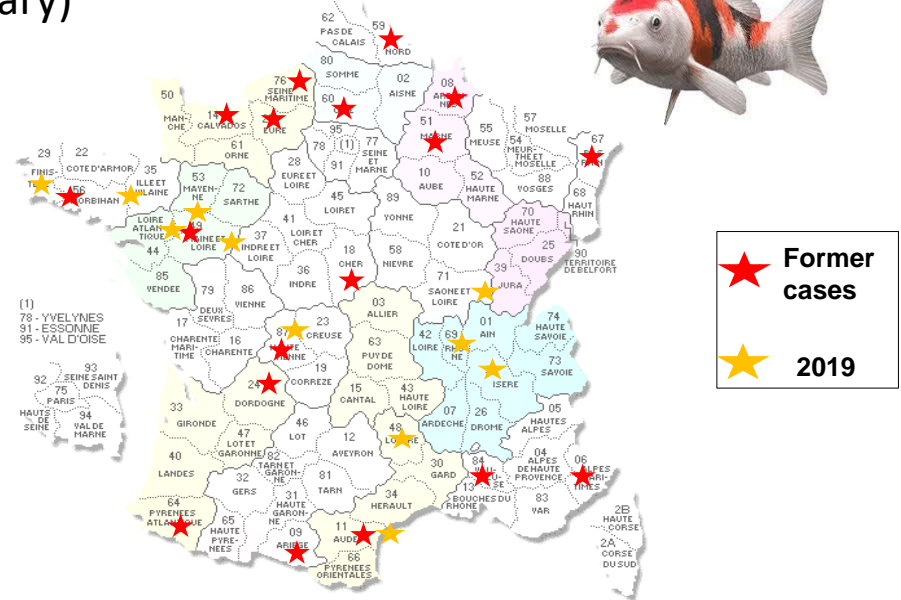 ary)
62
PAS DE
CALAIS
59
NORD
80
SOMME
02
AISNE
76
SEINE
MARITIME
60
08
50
MAN-
CHE
14
CALVADOS
EURE
61
ORNE
95
78
(1)
91
77
SEINE
ET
MARNE
51
MARNE
55
MEUSE
54
MEUR-
THE ET
MOSELLE
57
MOSELLE
67
88
VOSGES
68
HAUT
RHIN
10
AUBE
52
HAUTE
MARNE
29
FINIS-
22
COTE D'ARMOR
35
ILLE ET
56
53
MAYEN-
NE
72
SARTHE
28
EURE ET
LOIRE
45
LOIRET
89
YONNE
70
HAUTE
SAONE
25
DOUBS
90
TERRITOIRE
DE BELFORT
LOIRE
ATLAN-
TIQUE
44
49
LOIRE
37
INDRE ET
LOIRE
41
LOIR ET
CHER
18
CHER
58
NIEVRE
21
COTE D'OR
39
JURA
85
VENDEE
79
DEUX
SEVRES
86
VIENNE
36
INDRE
71
SAONE ET
LOIRE
03
ALLIER
(1)
78 - YVELYNES
91 - ESSONNE
95 - VAL D'OISE
17
CHARENTE
MARI-
TIME
16
CHARENTE
87
23
CREUSE
63
PUY DE
DOME
42
LOIRE
69
01
AIN
74
HAUTE
SAVOIE
73
SAVOIE
ISERE
92
93
SEINE SAINT
DENIS
75
PARIS
HAUTS
DE
SEINE
94
VAL DE
MARNE
24
DORDOGNE
19
CORREZE
15
CANTAL
43
HAUTE
LOIRE
07
ARDECHE
26
DROME
05
HAUTES
ALPES
33
GIRONDE
47
LOT ET
GARONNE
46
LOT
12
AVEYRON
48
30
GARD
84
04
ALPES
DE HAUTE
PROVENCE
06
ALPES
MARI-
TIMES
40
LANDES
82
TARN ET
GARON-
NE
32
GERS
81
TARN
34
HERAULT
13
BOUCHES DU
RHONE
83
VAR
64
PYRENEES
65
HAUTE
PYRE-
NEES
31
HAUTE
GARON-
NE
09
ARIEGE
11
AUDE
66
PYRENEES
ORIENTALES
2B
HAUTE
CORSE
2A
CORSE
DU SUD
Former
cases
2019